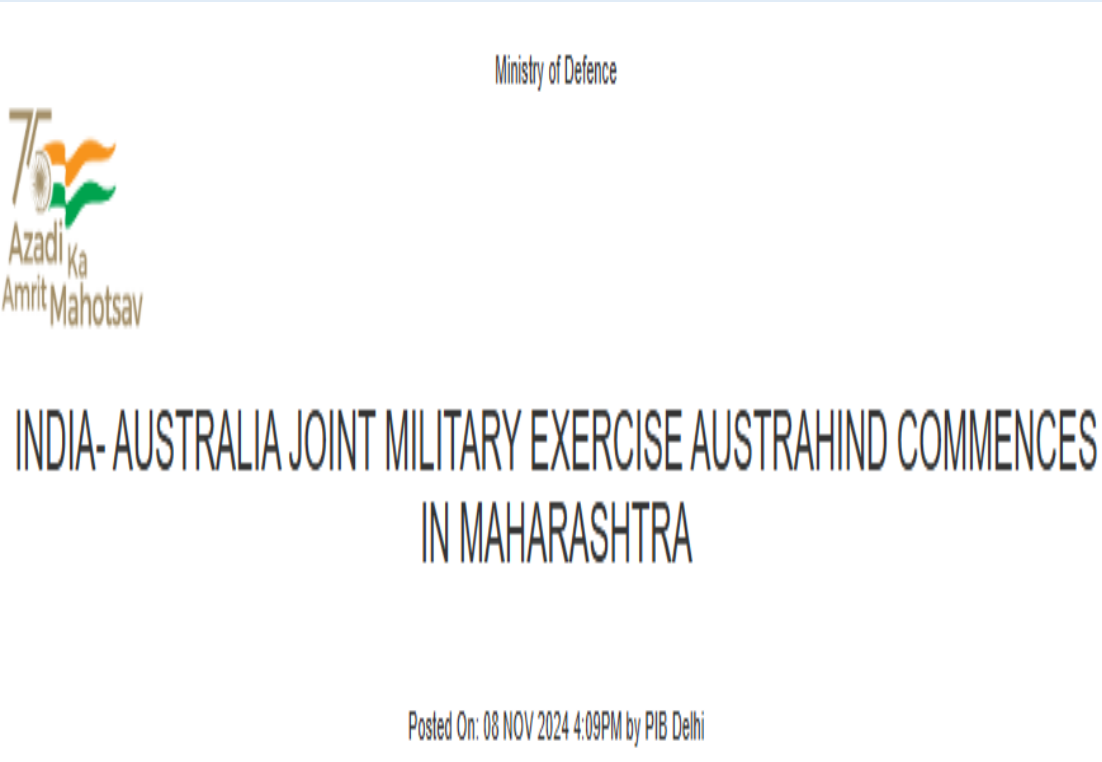 Ministry of Defence
75
Azadi
Ka
Amrit
Mahotsav
INDIA- AUSTRALIA JOINT MILITARY EXERCISE AUSTRAHIND COMMENCES
IN MAHARASHTRA
Posted On: 08 NOV 2024 4:09PM by PIB Delhi